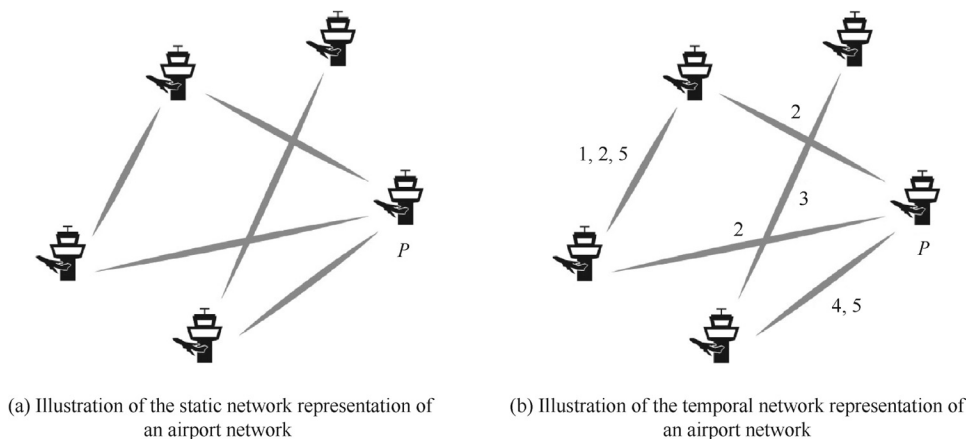 P
(a) Illustration of the static network representation of
an airport network
2
1, 2, 5
3
2
P
4, 5
(b) Illustration of the temporal network representation of
an airport network